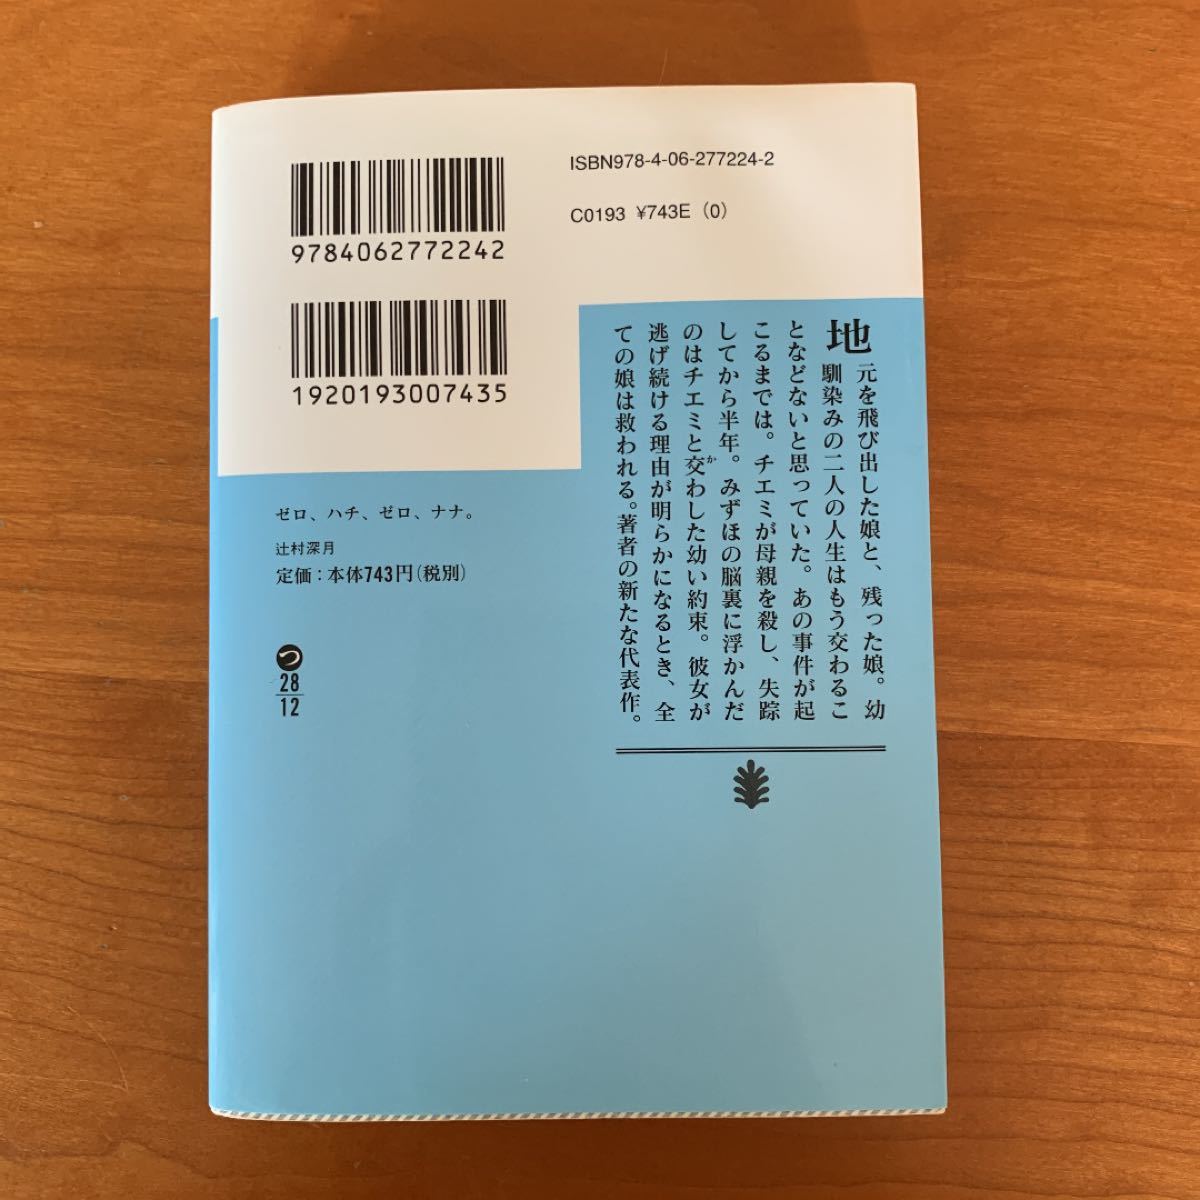 ISBN978-4-06-277224-2
C0193 ¥743E (0)
9784062772242
1920193007435
地元を飛び出した娘と、残った娘。幼
馴染みの二人の人生はもう交わるこ
となどないと思っていた。あの事件が起
こるまでは。チエミが母親を殺し、失踪
してから半年。みずほの脳裏に浮かんだ
のはチエミと交わした幼い約束。彼女が
か
逃げ続ける理由が明らかになるとき、全
ての娘は救われる。著者の新たな代表作。
ゼロ、ハチ、ゼロ、ナナ。
辻村深月
定価:本体743円(税別)
つ
28
12